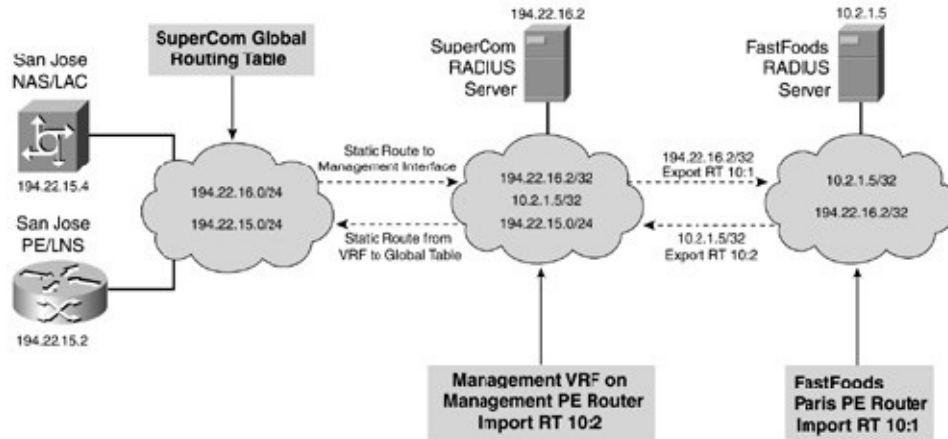 SuperCom Global
Routing Table
San Jose
NAS/LAC
194.22.15.4
San Jose
PE/LNS
194.22.15.2
194.22.16.0/24
194.22.15.0/24
Static Route to
Management Interface
Static Route from
VRF to Global Table
194.22.16.2
SuperCom
RADIUS
Server
194.22.16.2/32
10.2.1.5/32
194.22.15.0/24
194.22.16.2/32
Export RT 10:1
10.2.1.5/32
Export RT 10:2
10.2.1.5
FastFoods
RADIUS
Server
10.2.1.5/32
194.22.16.2/32
Management VRF on
Management PE Router
Import RT 10:2
FastFoods
Paris PE Router
Import RT 10:1